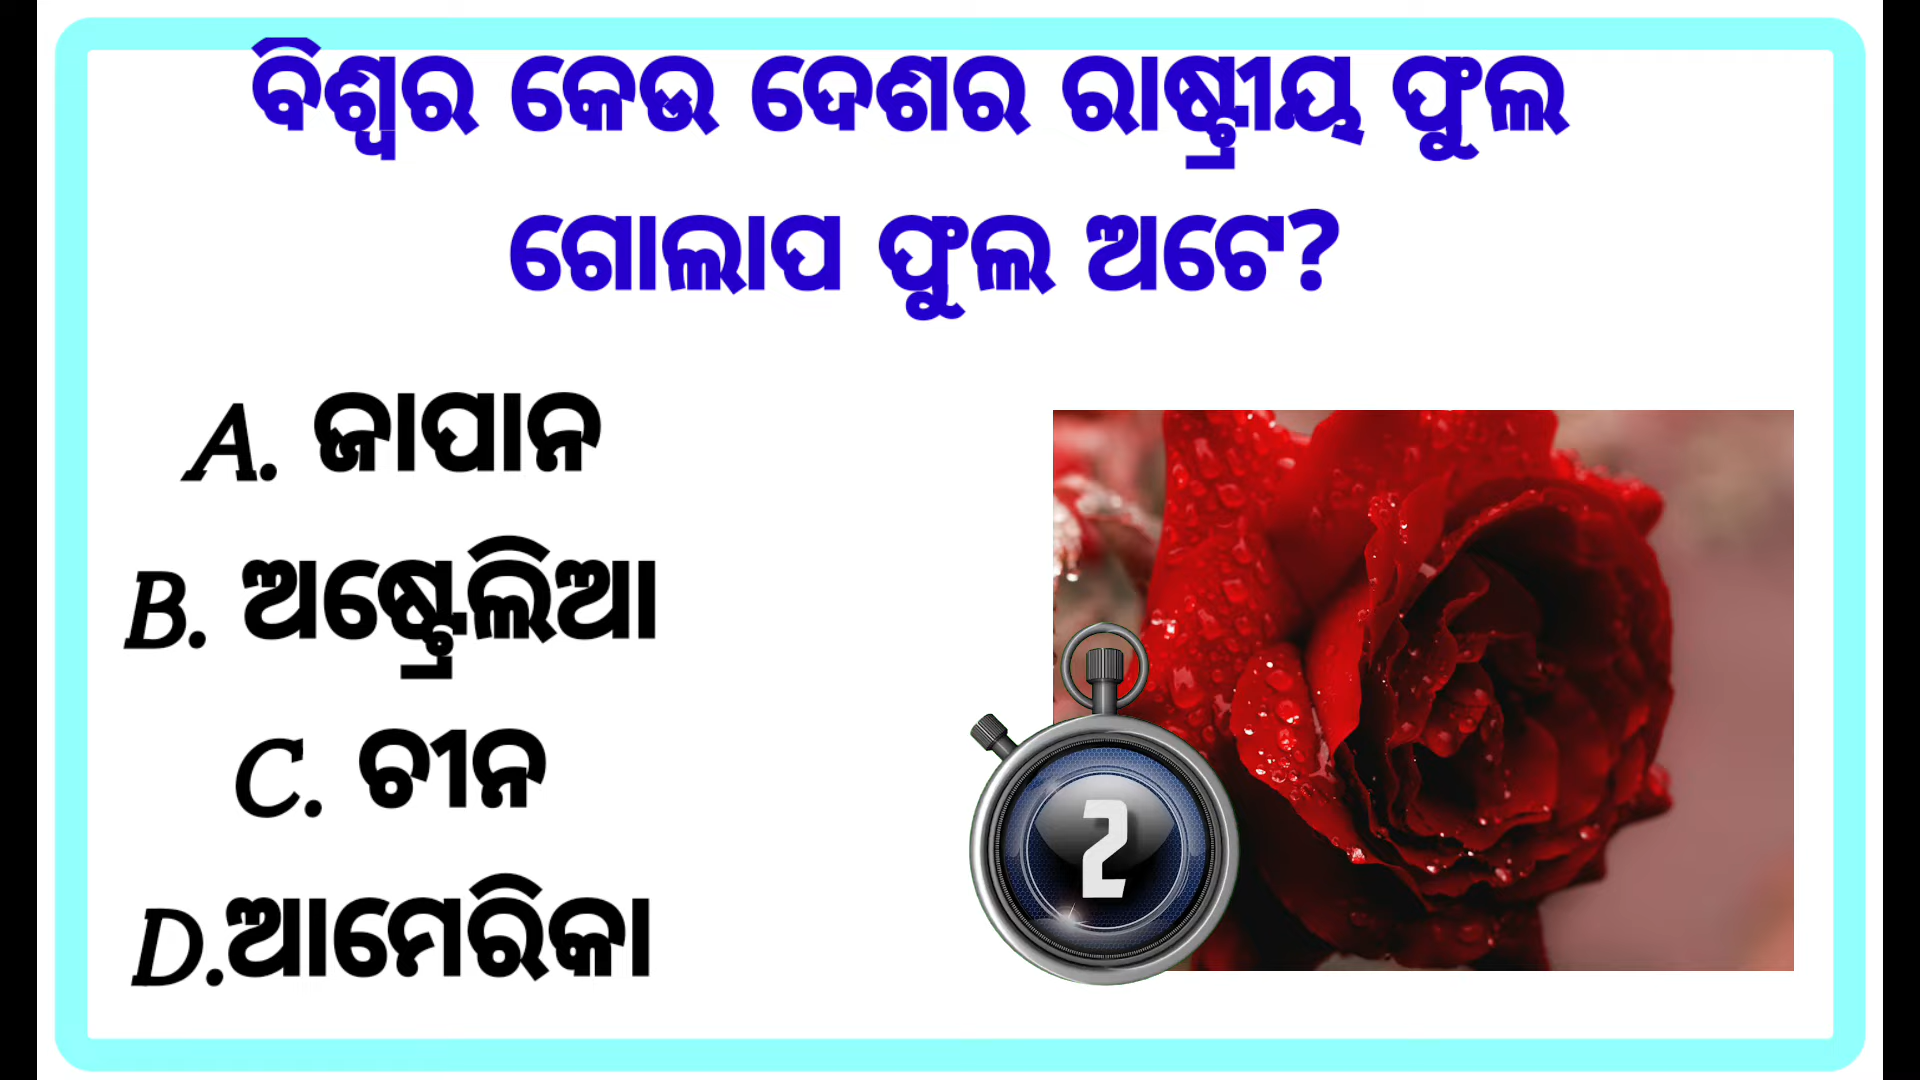 ବିଶ୍ୱର କେଉ ଦେଶର ରାଷ୍ଟ୍ରୀୟ ଫୁଲ
ଗୋଲାପ ଫୁଲ ଅଟେ?
A. ଜାପାନ
B. ଅଷ୍ଟ୍ରେଲିଆ
C. ଚୀନ
D.ଆମେରିକା
2